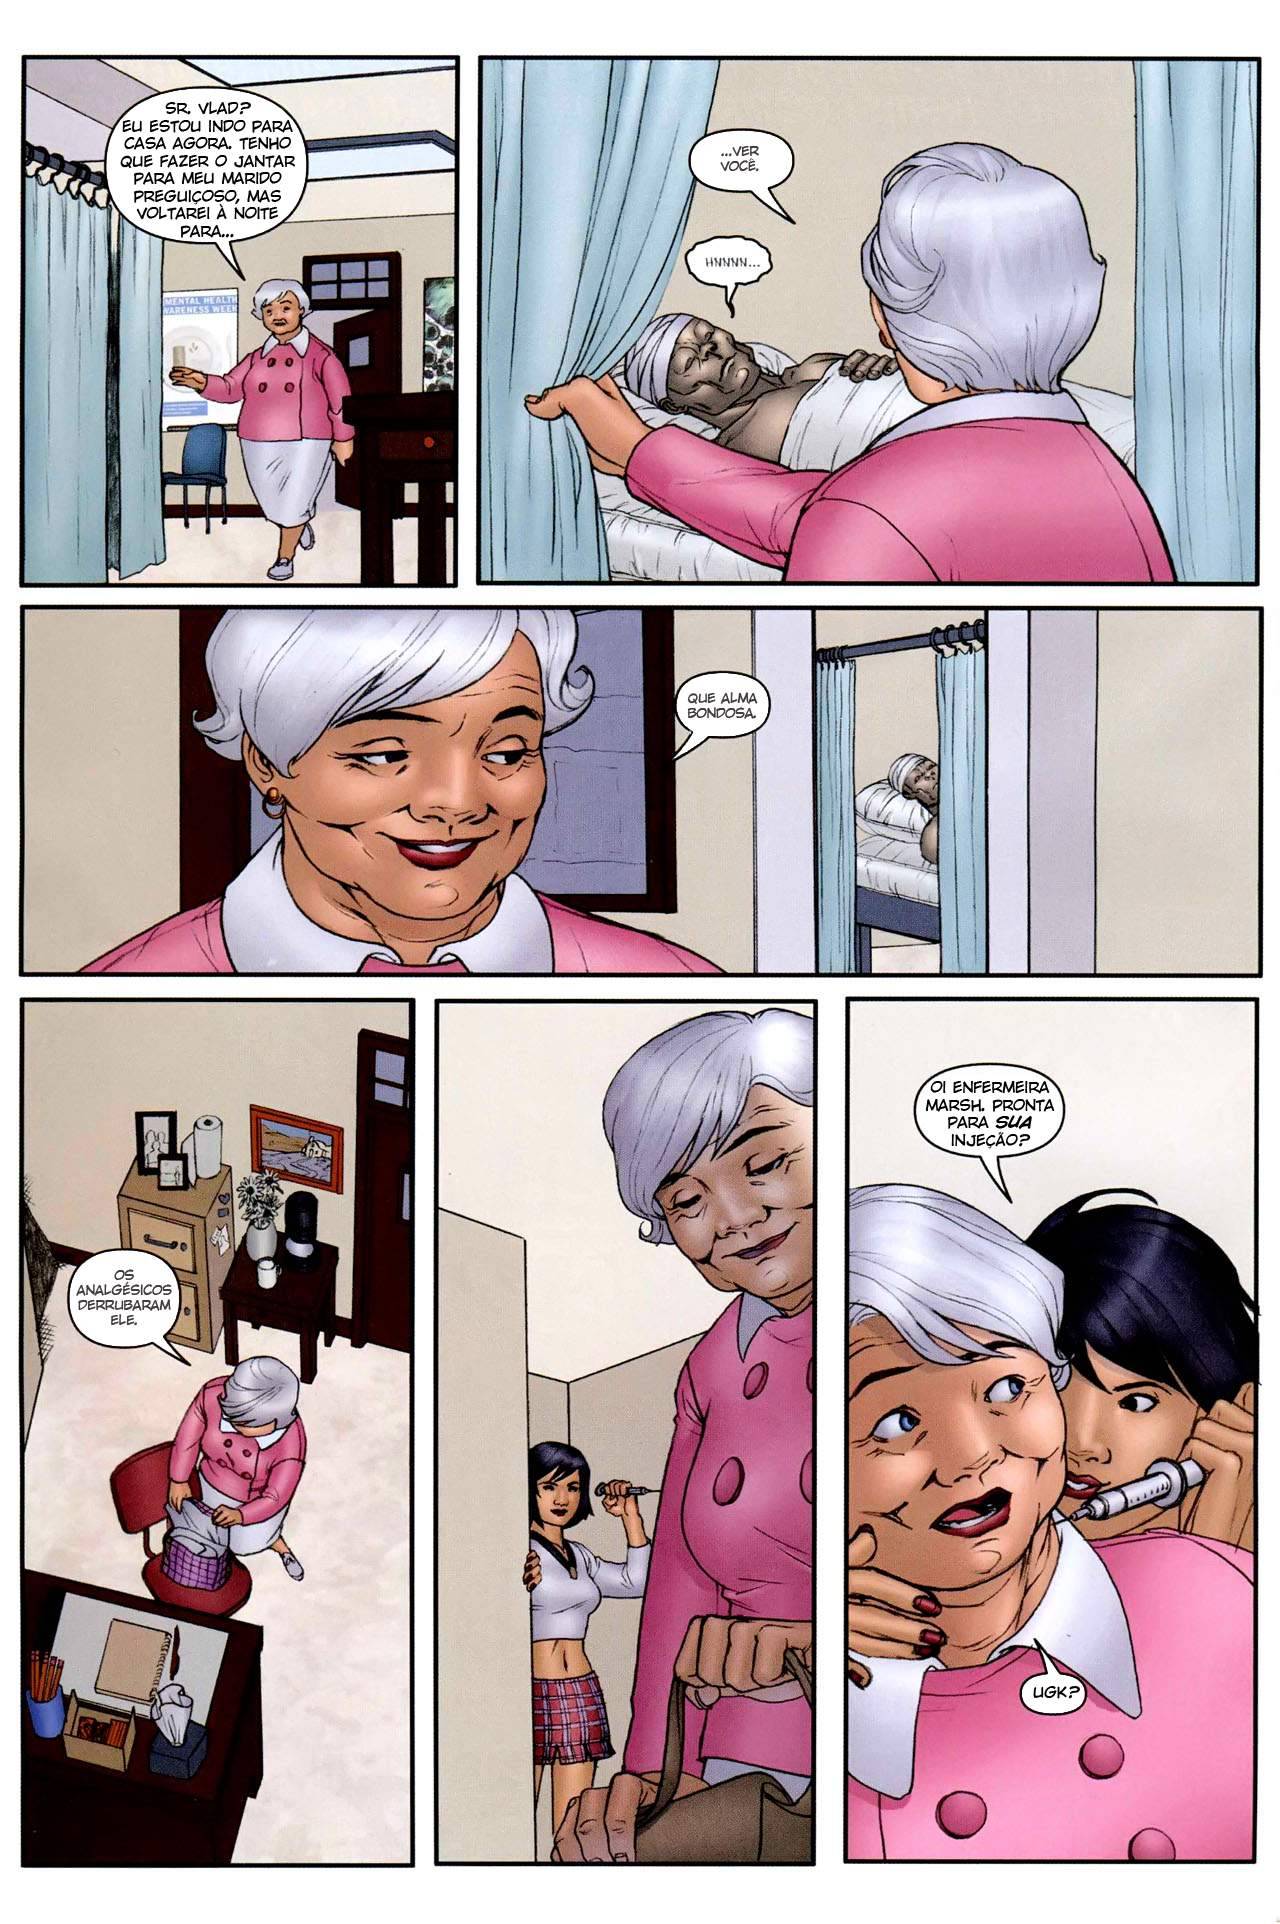 SR. VLAD?
EU ESTOU INDO PARA
CASA AGORA. TENHO
QUE FAZER O JANTAR
PARA MEU MARIDO
PREGUIÇOSO, MAS
VOLTAREI À NOITE
PARA...
MENTAL HEALTH
WARENESS WEEK
...VER
VOCÊ.
HNNNN...
QUE ALMA
BONDOSA.
OS
ANALGÉSICOS
DERRUBARAM
ELE.
OI ENFERMEIRA
MARSH. PRONTA
PARA SUA
INJEÇÃO?
UGK?